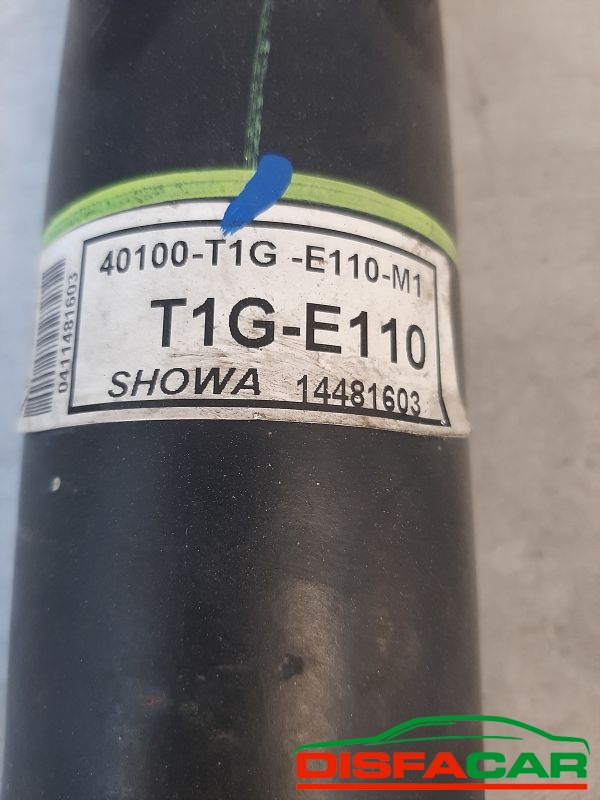 40100-T1G -E110-M1
T1G-E110
SHOWA 14481603
0411481603
DISFACAR